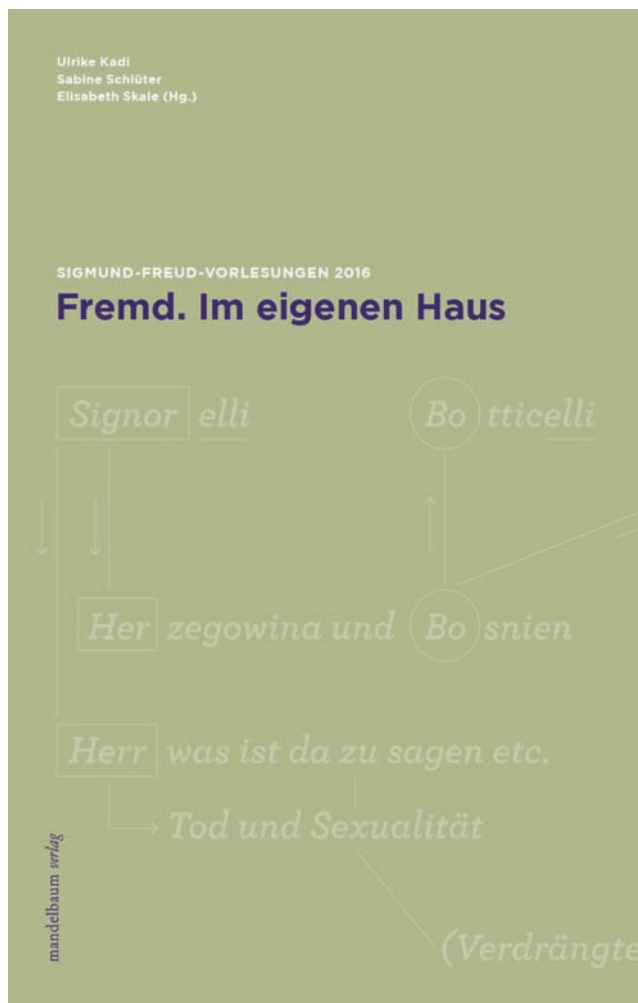 Ulrike Kadi
Sabine Schlüter
Elisabeth Skale (Hg.)
SIGMUND-FREUD-VORLESUNGEN 2016
Fremd. Im eigenen Haus
Signor elli
Bo tticelli
Her zegowina und Bo snien
Herr was ist da zu sagen etc.
Tod und Sexualität
(Verdrängte
mandelbaum verlag